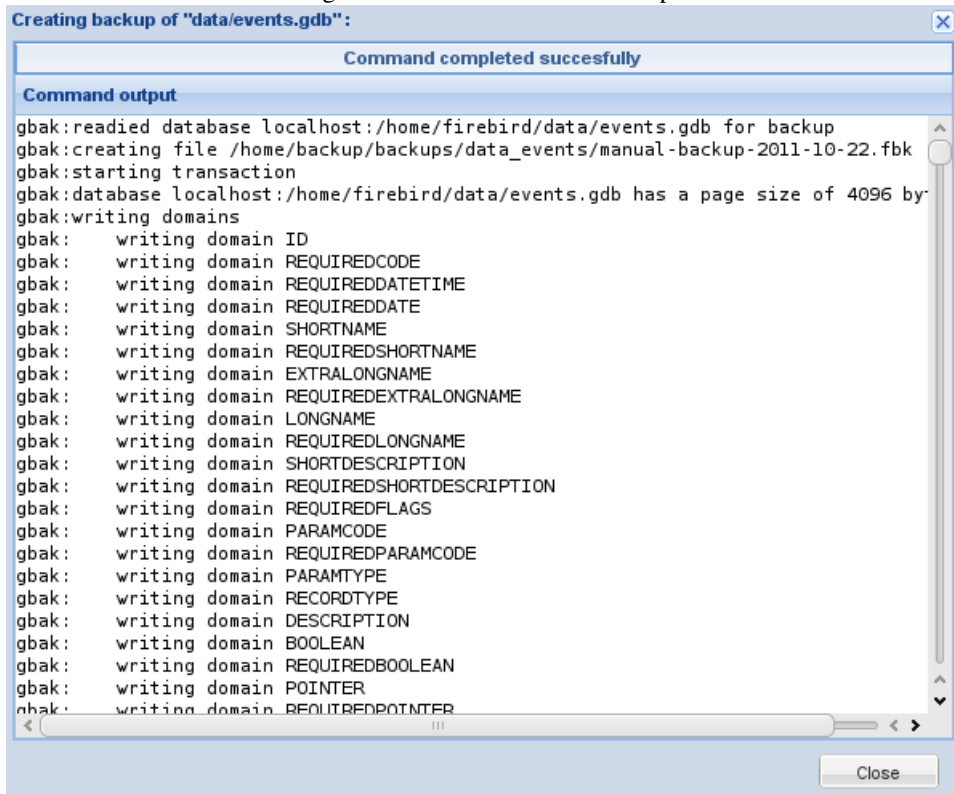 Creating backup of "data/events.gdb":
Command completed succesfully
Command output
gbak:readied database localhost:/home/firebird/data/events.gdb for backup
gbak:creating file /home/backup/backups/data_events/manual-backup-2011-10-22.fbk
gbak:starting transaction
gbak:database localhost:/home/firebird/data/events.gdb has a page size of 4096 by
gbak:writing domains
gbak:    writing domain ID
gbak:    writing domain REQUIREDCODE
gbak:    writing domain REQUIREDDATETIME
gbak:    writing domain REQUIREDDATE
gbak:    writing domain SHORTNAME
gbak:    writing domain REQUIREDSHORTNAME
gbak:    writing domain EXTRALONGNAME
gbak:    writing domain REQUIREDEXTRALONGNAME
gbak:    writing domain LONGNAME
gbak:    writing domain REQUIREDLONGNAME
gbak:    writing domain SHORTDESCRIPTION
gbak:    writing domain REQUIREDSHORTDESCRIPTION
gbak:    writing domain REQUIREDFLAGS
gbak:    writing domain PARAMCODE
gbak:    writing domain REQUIREDPARAMCODE
gbak:    writing domain PARAMTYPE
gbak:    writing domain RECORDTYPE
gbak:    writing domain DESCRIPTION
gbak:    writing domain BOOLEAN
gbak:    writing domain REQUIREDBOOLEAN
gbak:    writing domain POINTER
gbak:    writing domain REQUIREDPOINTER
Close